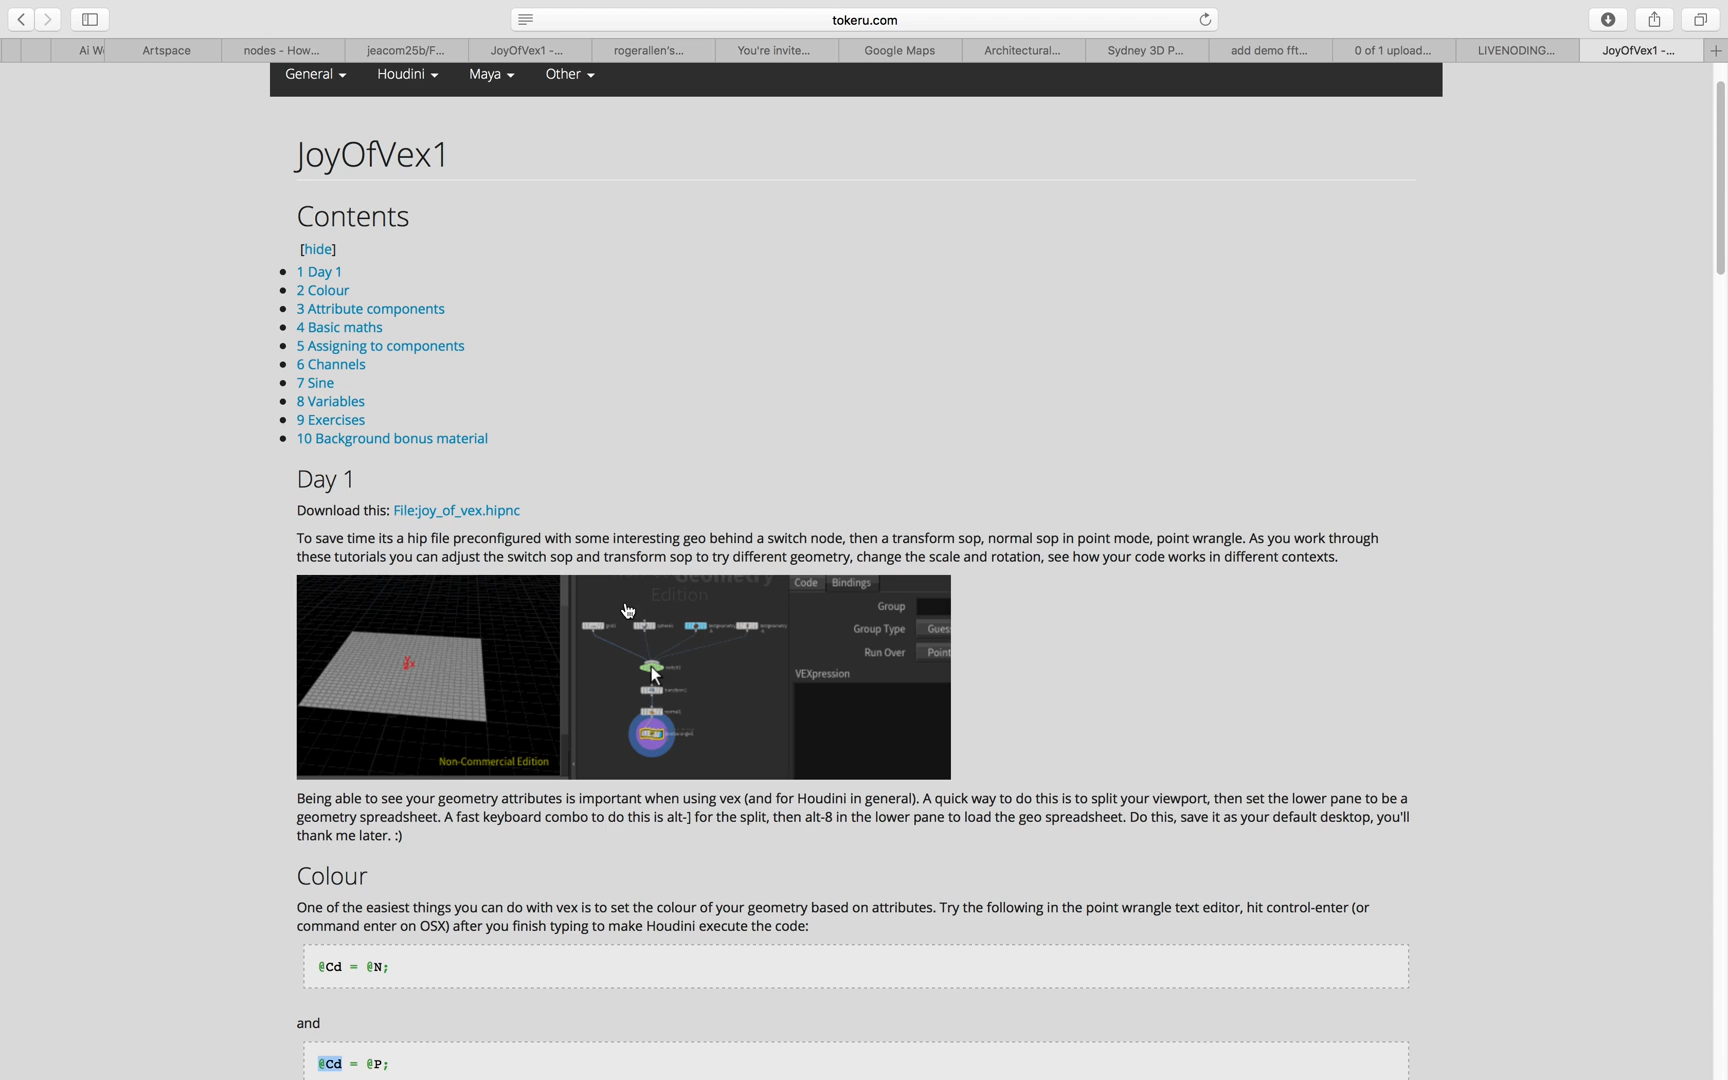 tokeru.com
Ai W
Artspace
nodes - How...
jeacom25b/F...
JoyOfVex1 -...
rogerallen's...
You're invite...
Google Maps
Architectural...
Sydney 3D P...
add demo fft...
0 of 1 upload...
LIVENODING...
JoyOfVex1 -...
General
Houdini
Maya
Other
JoyOfVex1
Contents
[hide]
1 Day 1
2 Colour
3 Attribute components
4 Basic maths
5 Assigning to components
6 Channels
7 Sine
8 Variables
9 Exercises
10 Background bonus material
Day 1
Download this: File:joy_of_vex.hipnc
To save time its a hip file preconfigured with some interesting geo behind a switch node, then a transform sop, normal sop in point mode, point wrangle. As you work through
these tutorials you can adjust the switch sop and transform sop to try different geometry, change the scale and rotation, see how your code works in different contexts.
Geometry
Edition
Code
Bindings
Group
Group Type
Gues
Run Over
Point
VEXpression
Non-Commercial Edition
Being able to see your geometry attributes is important when using vex (and for Houdini in general). A quick way to do this is to split your viewport, then set the lower pane to be a
geometry spreadsheet. A fast keyboard combo to do this is alt-] for the split, then alt-8 in the lower pane to load the geo spreadsheet. Do this, save it as your default desktop, you'll
thank me later. :)
Colour
One of the easiest things you can do with vex is to set the colour of your geometry based on attributes. Try the following in the point wrangle text editor, hit control-enter (or
command enter on OSX) after you finish typing to make Houdini execute the code:
@Cd = @N;
and
@Cd = @P;